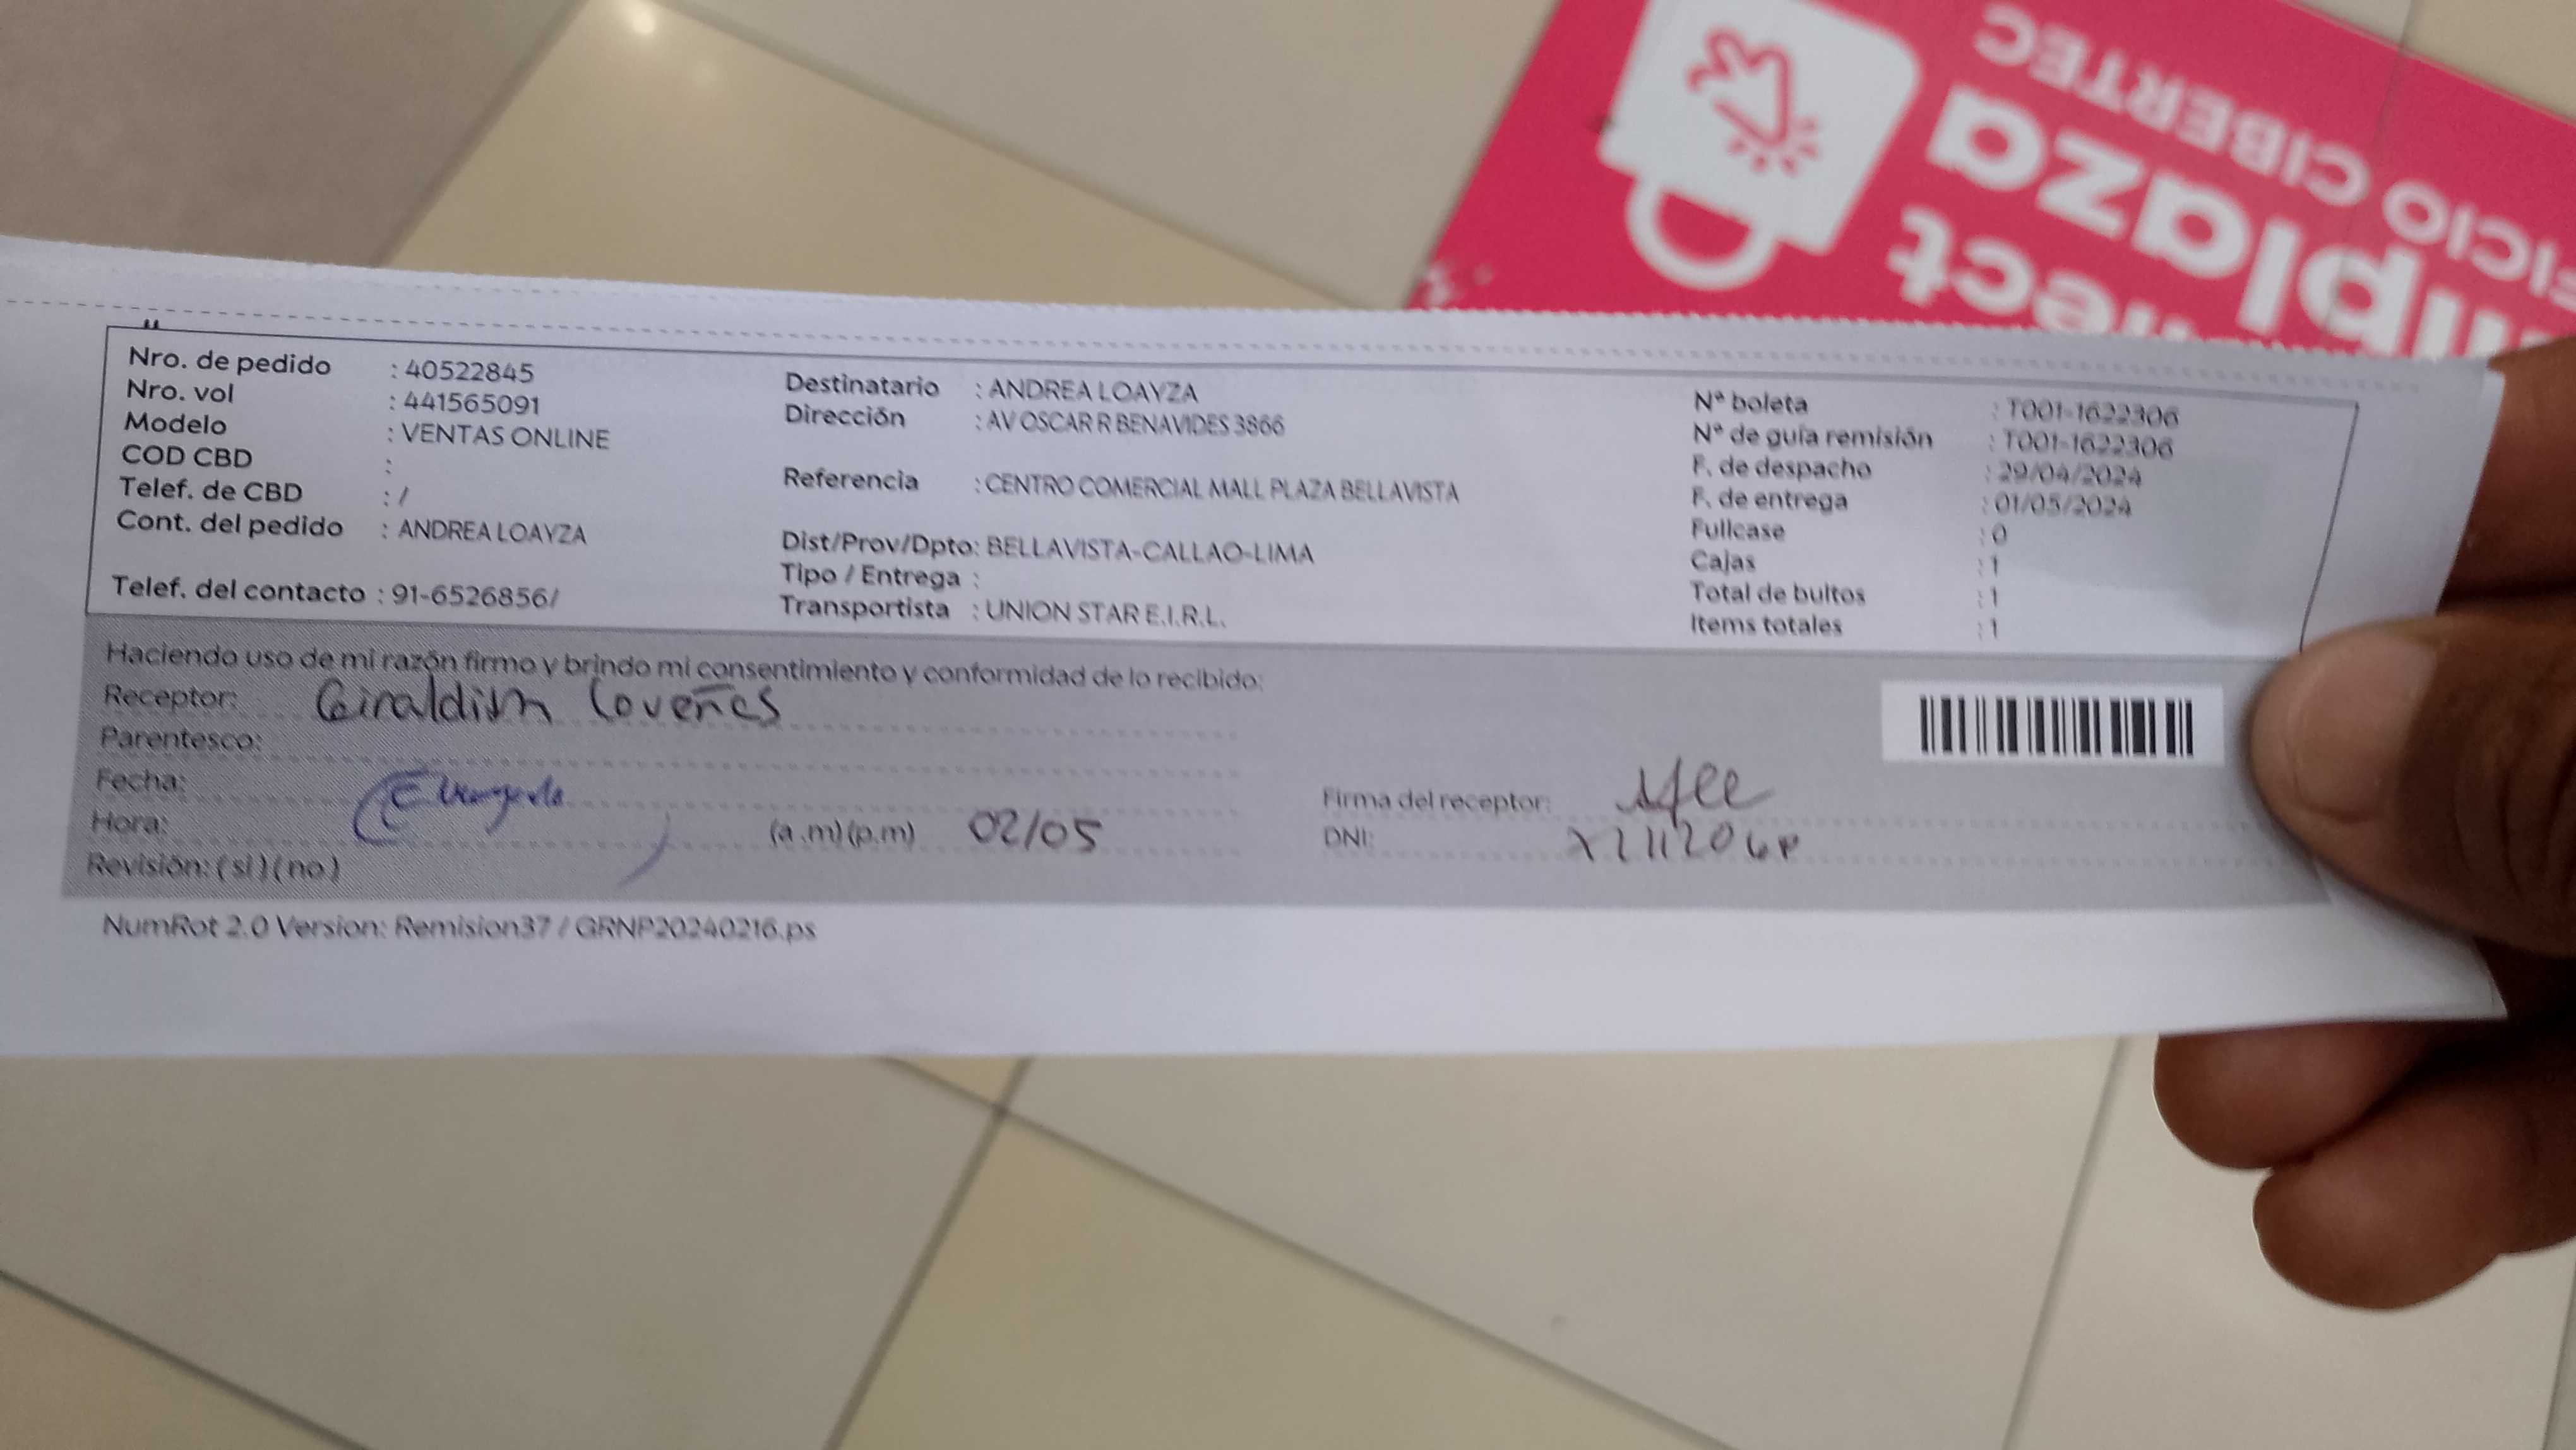 CIBERTEC
plaza
Nro. de pedido : 40522845
Nro. vol : 441565091
Modelo : VENTAS ONLINE
COD CBD :
Telef. de CBD : /
Cont. del pedido : ANDREA LOAYZA
Telef. del contacto : 91-6526856/
Destinatario : ANDREA LOAYZA
Dirección : AV OSCAR R BENAVIDES 3866
Referencia : CENTRO COMERCIAL MALL PLAZA BELLAVISTA
Dist/Prov/Dpto: BELLAVISTA-CALLAO-LIMA
Tipo / Entrega :
Transportista : UNION STAR E.I.R.L.
Nº boleta : T001-1622306
Nº de guía remisión : T001-1622306
F. de despacho : 29/04/2024
F. de entrega : 01/05/2024
Fullcase : 0
Cajas : 1
Total de bultos : 1
Items totales : 1
Haciendo uso de mi razón firmo y brindo mi consentimiento y conformidad de lo recibido:
Receptor:
Parentesco:
Fecha:
Hora: (a .m) (p.m) 02/05
Revisión: ( si ) ( no )
Firma del receptor:
DNI:
NumRot 2.0 Version: Remision37 / GRNP20240216.ps